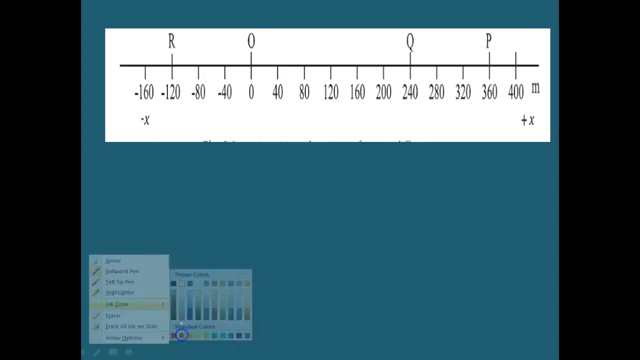 R O Q P
-160 -120 -80 -40 0 40 80 120 160 200 240 280 320 360 400 m
-x +x
Arrow
Ballpoint Pen
Felt Tip Pen
Highlighter
Ink Color
Eraser
Erase All Ink on Slide
Arrow Options
Theme Colors
Standard Colors